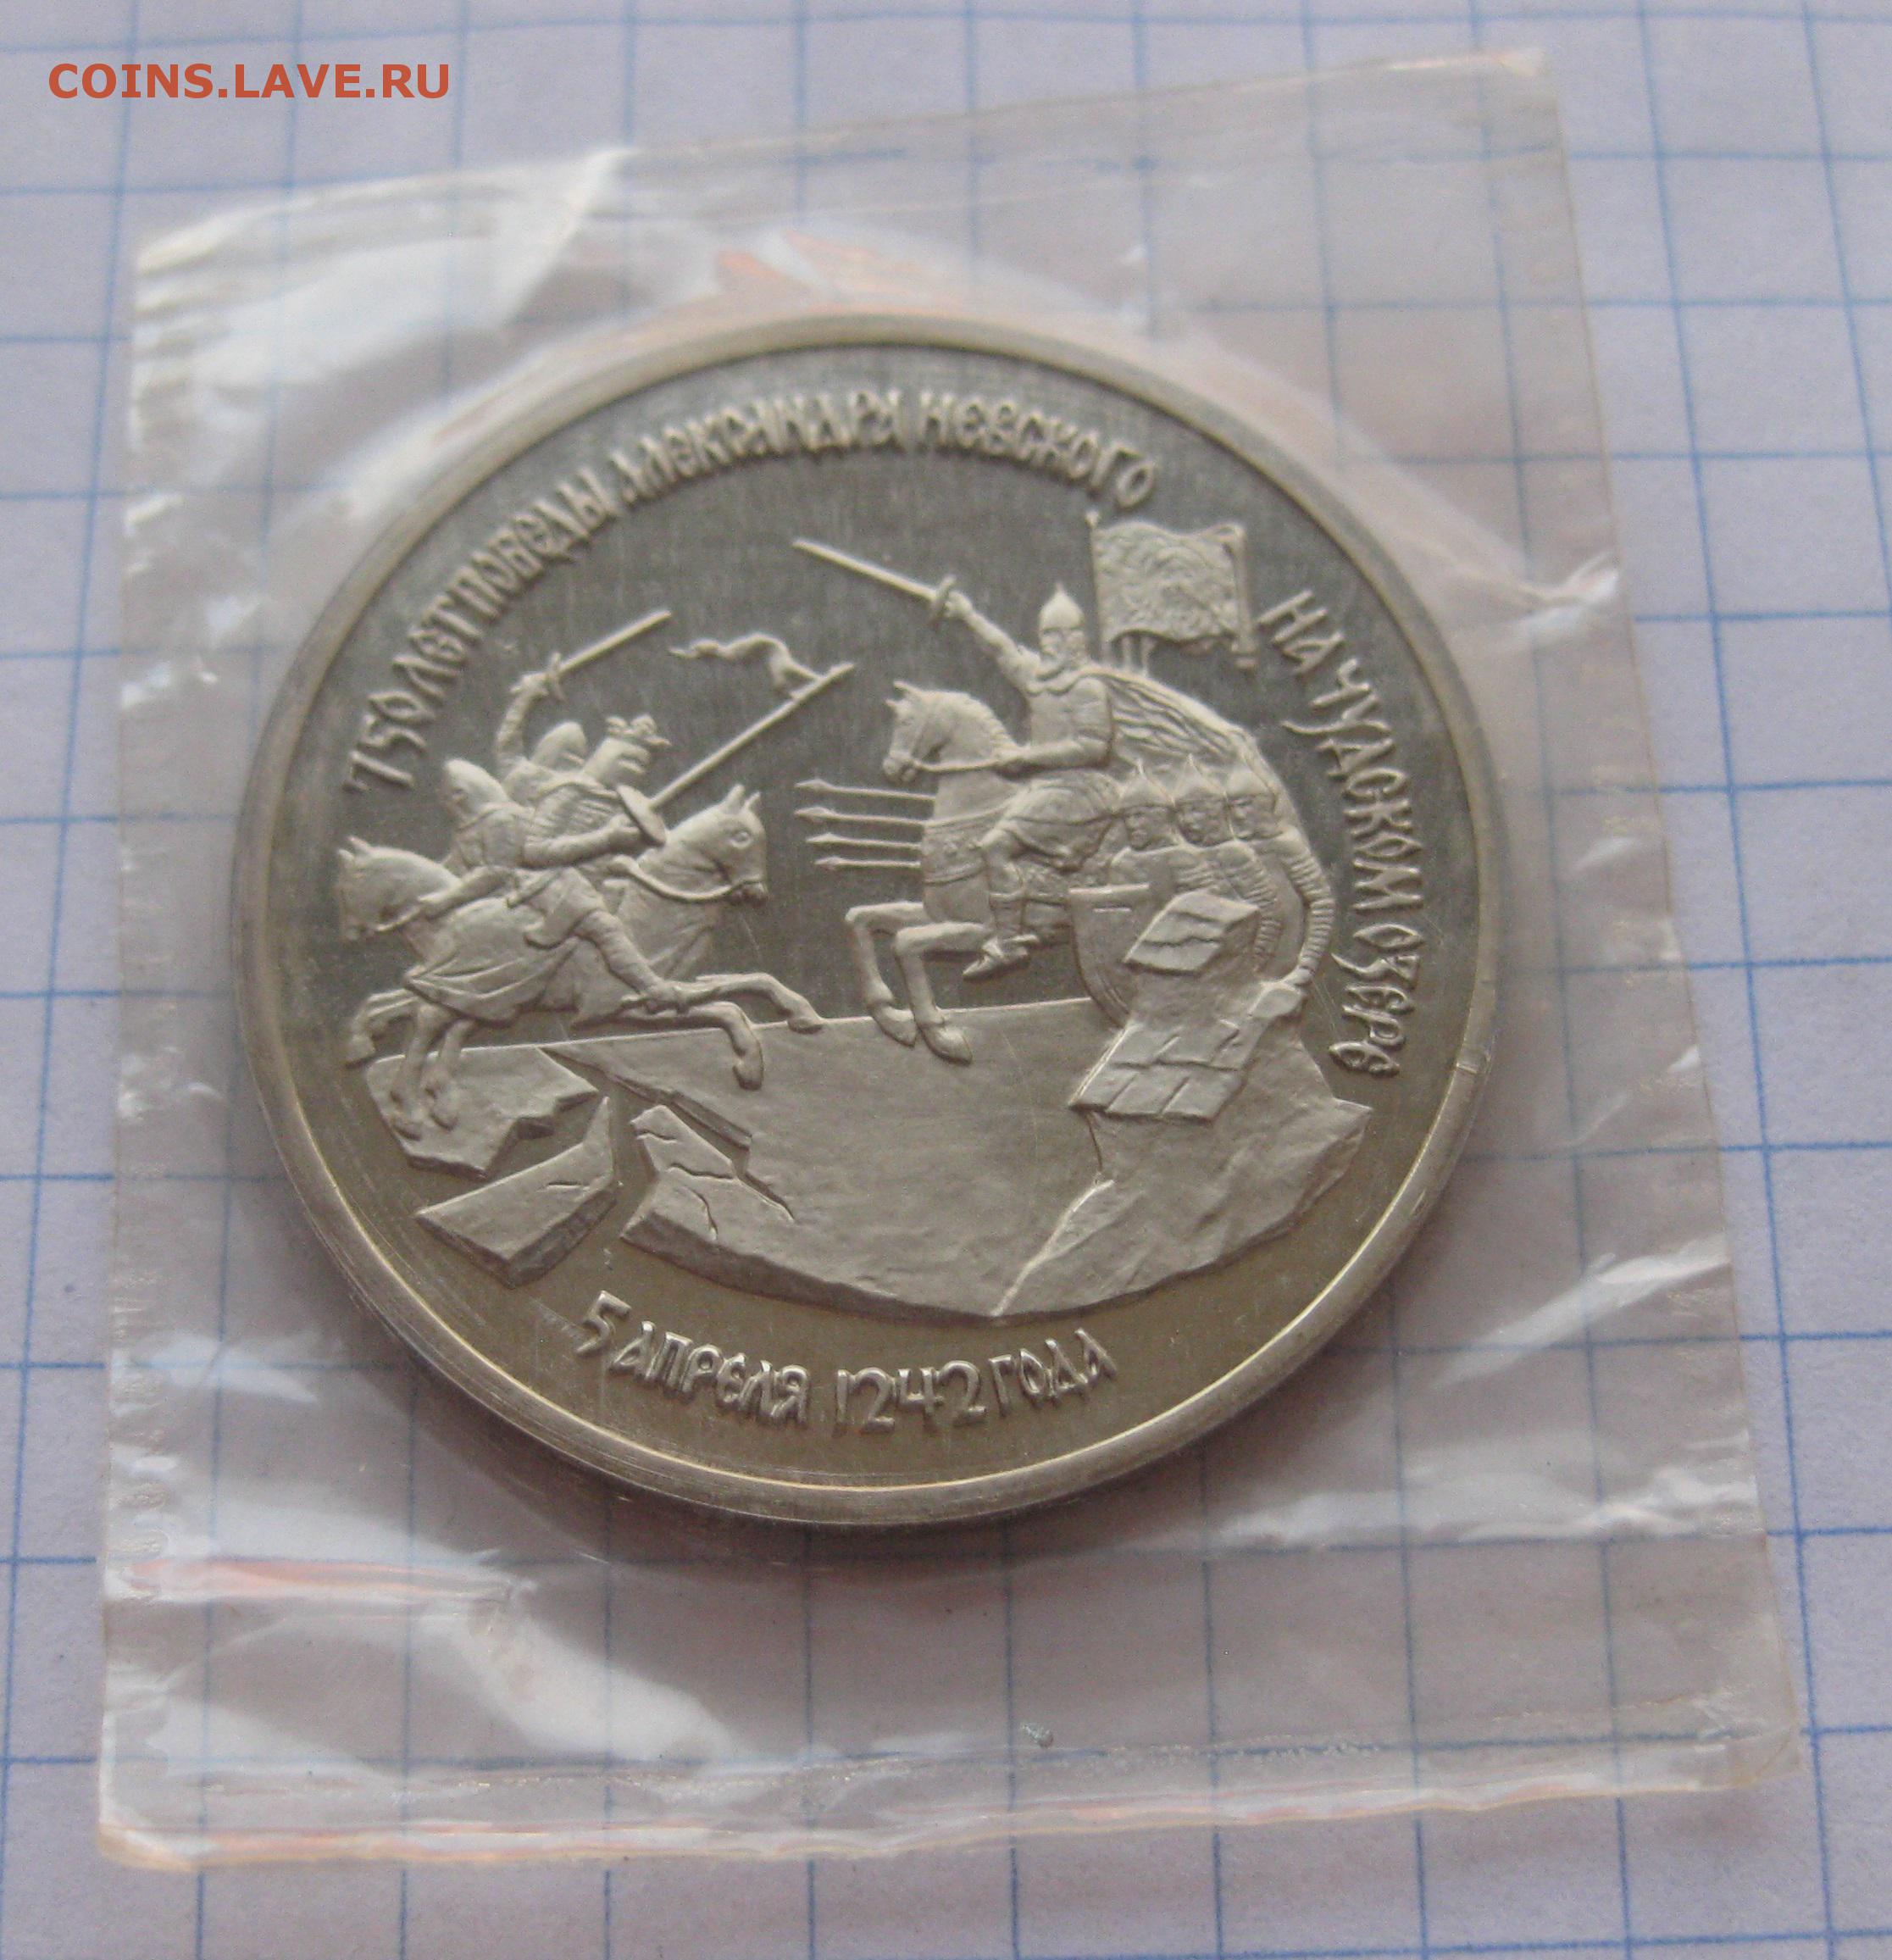 COINS.LAVE.RU
750 ЛЕТ ПОБЕДЫ АЛЕКСАНДРА НЕВСКОГО
НА ЧУДСКОМ ОЗЕРЕ
5 АПРЕЛЯ 1242 ГОДА